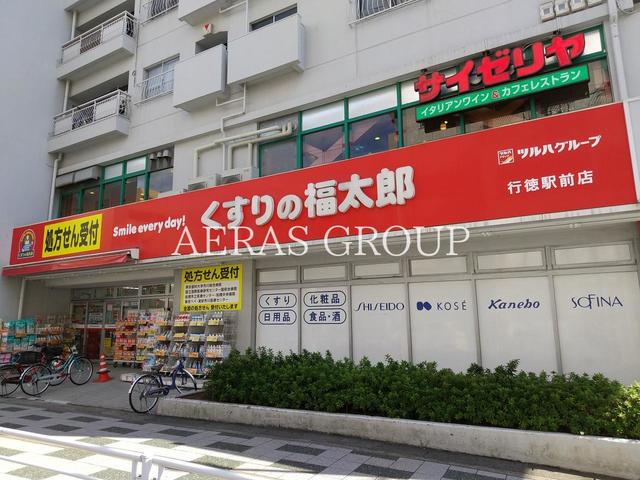 サイゼリヤ
イタリアンワイン&カフェレストラン
処方せん受付
Smile every day!
くすりの福太郎
ツルハグループ
行徳駅前店
AERAS GROUP
処方せん受付
くすり
化粧品
日用品
食品・酒
SHISEIDO
KOSÉ
Kanebo
SOFINA